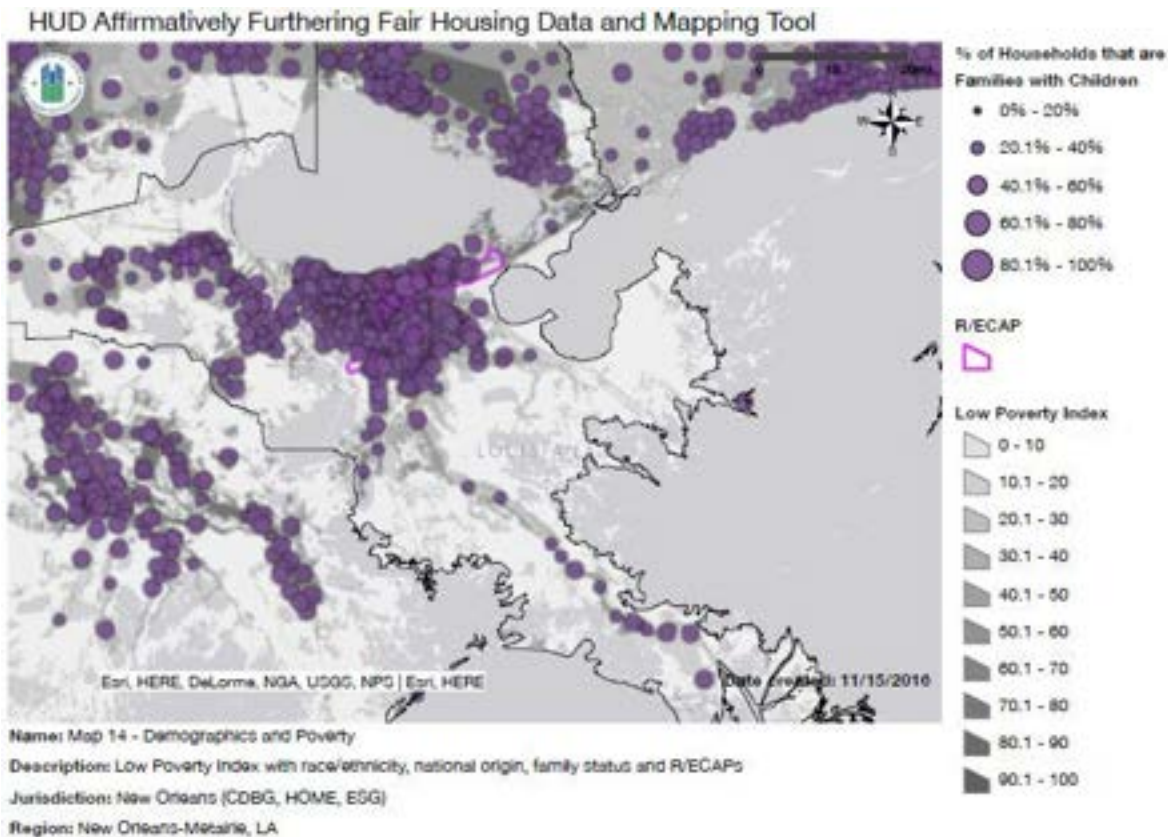 HUD Affirmatively Furthering Fair Housing Data and Mapping Tool
% of Households that are
Families with Children
0% - 20%
20.1% - 40%
40.1% - 60%
60.1% - 80%
80.1% - 100%
R/ECAP
Low Poverty Index
0 - 10
10.1 - 20
20.1 - 30
30.1 - 40
40.1 - 50
50.1 - 60
60.1 - 70
70.1 - 80
80.1 - 90
90.1 - 100
W E
Esri, HERE, DeLorme, NGA, USGS, NPS | Esri, HERE
Date created: 11/15/2016
Name: Map 14 - Demographics and Poverty
Description: Low Poverty Index with race/ethnicity, national origin, family status and R/ECAPs
Jurisdiction: New Orleans (CDBG, HOME, ESG)
Region: New Orleans-Metairie, LA